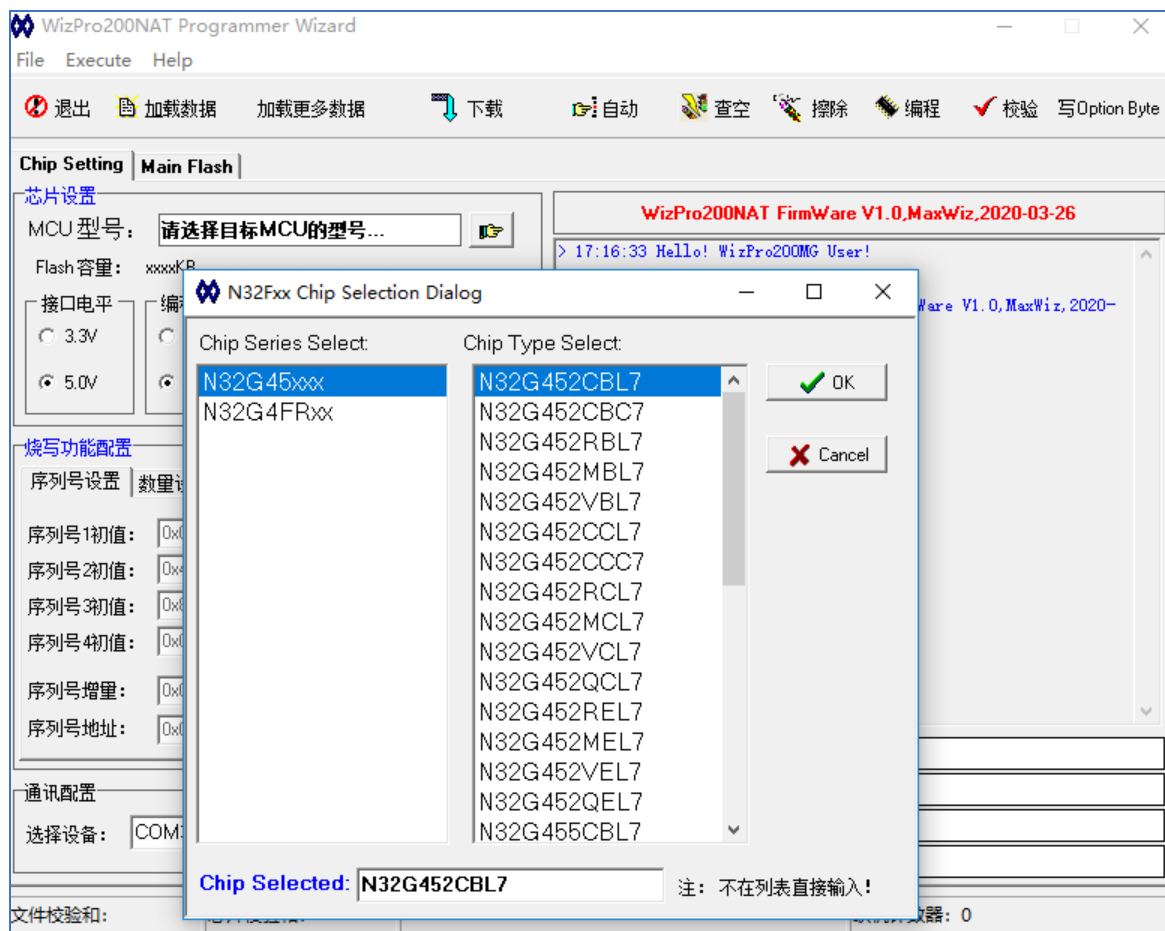 WizPro200NAT Programmer Wizard
File Execute Help
退出 加载数据 加载更多数据 下载 自动 查空 擦除 编程 校验 写Option Byte
Chip Setting Main Flash
芯片设置
MCU 型号: 请选择目标MCU的型号...
Flash 容量: xxxxKB
接口电平
3.3V
5.0V
WizPro200NAT FirmWare V1.0,MaxWiz,2020-03-26
> 17:16:33 Hello! WizPro200MG User!
Ware V1.0,MaxWiz,2020-
烧写功能配置
序列号设置
序列号1初值:
序列号2初值:
序列号3初值:
序列号4初值:
序列号增量:
序列号地址:
通讯配置
选择设备:
N32Fxx Chip Selection Dialog
Chip Series Select:
N32G45xxx
N32G4FRxx
Chip Type Select:
N32G452CBL7
N32G452CBC7
N32G452RBL7
N32G452MBL7
N32G452VBL7
N32G452CCL7
N32G452CCC7
N32G452RCL7
N32G452MCL7
N32G452VCL7
N32G452QCL7
N32G452REL7
N32G452MEL7
N32G452VEL7
N32G452QEL7
N32G455CBL7
OK
Cancel
Chip Selected: N32G452CBL7 注: 不在列表直接输入!
文件校验和:
数器: 0